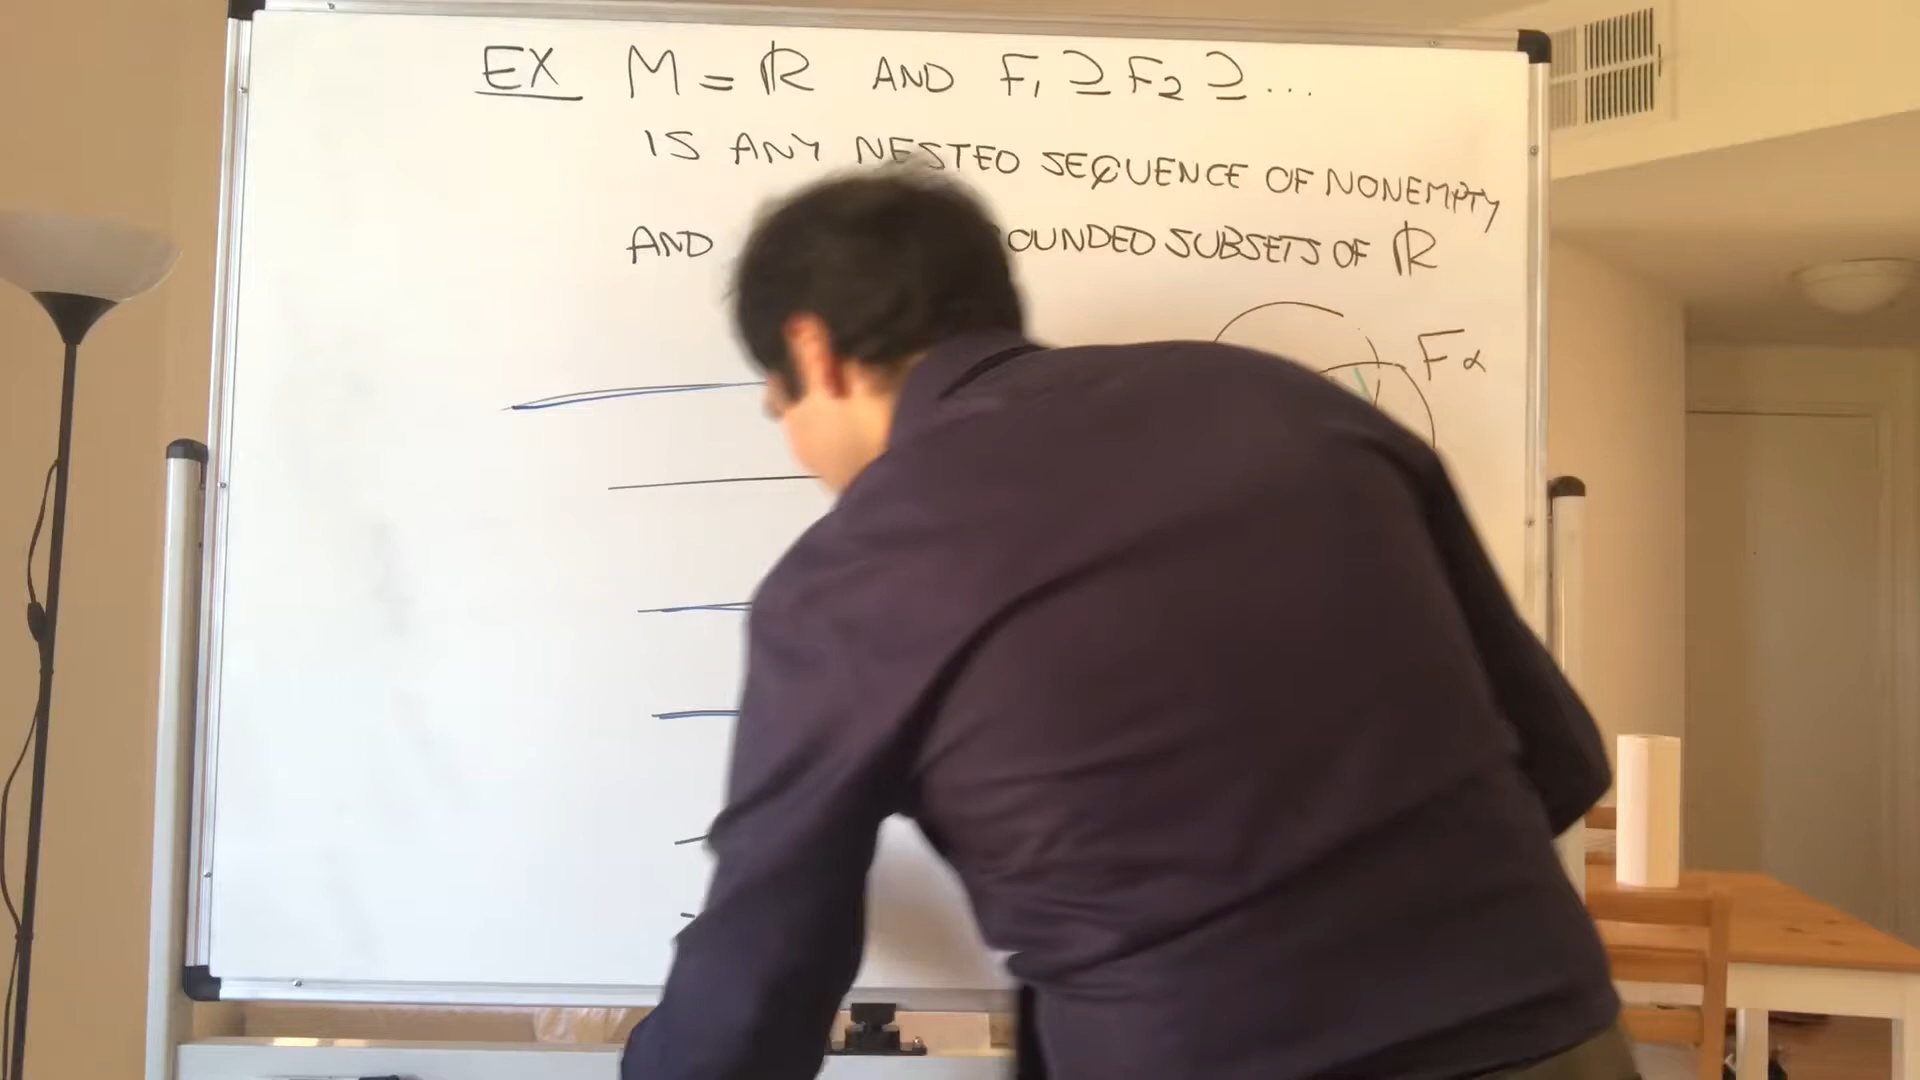 EX M = ℝ AND F₁ ⊇ F₂ ⊇ ...
IS ANY NESTED SEQUENCE OF NONEMPTY
AND OUNDED SUBSETS OF ℝ
Fα